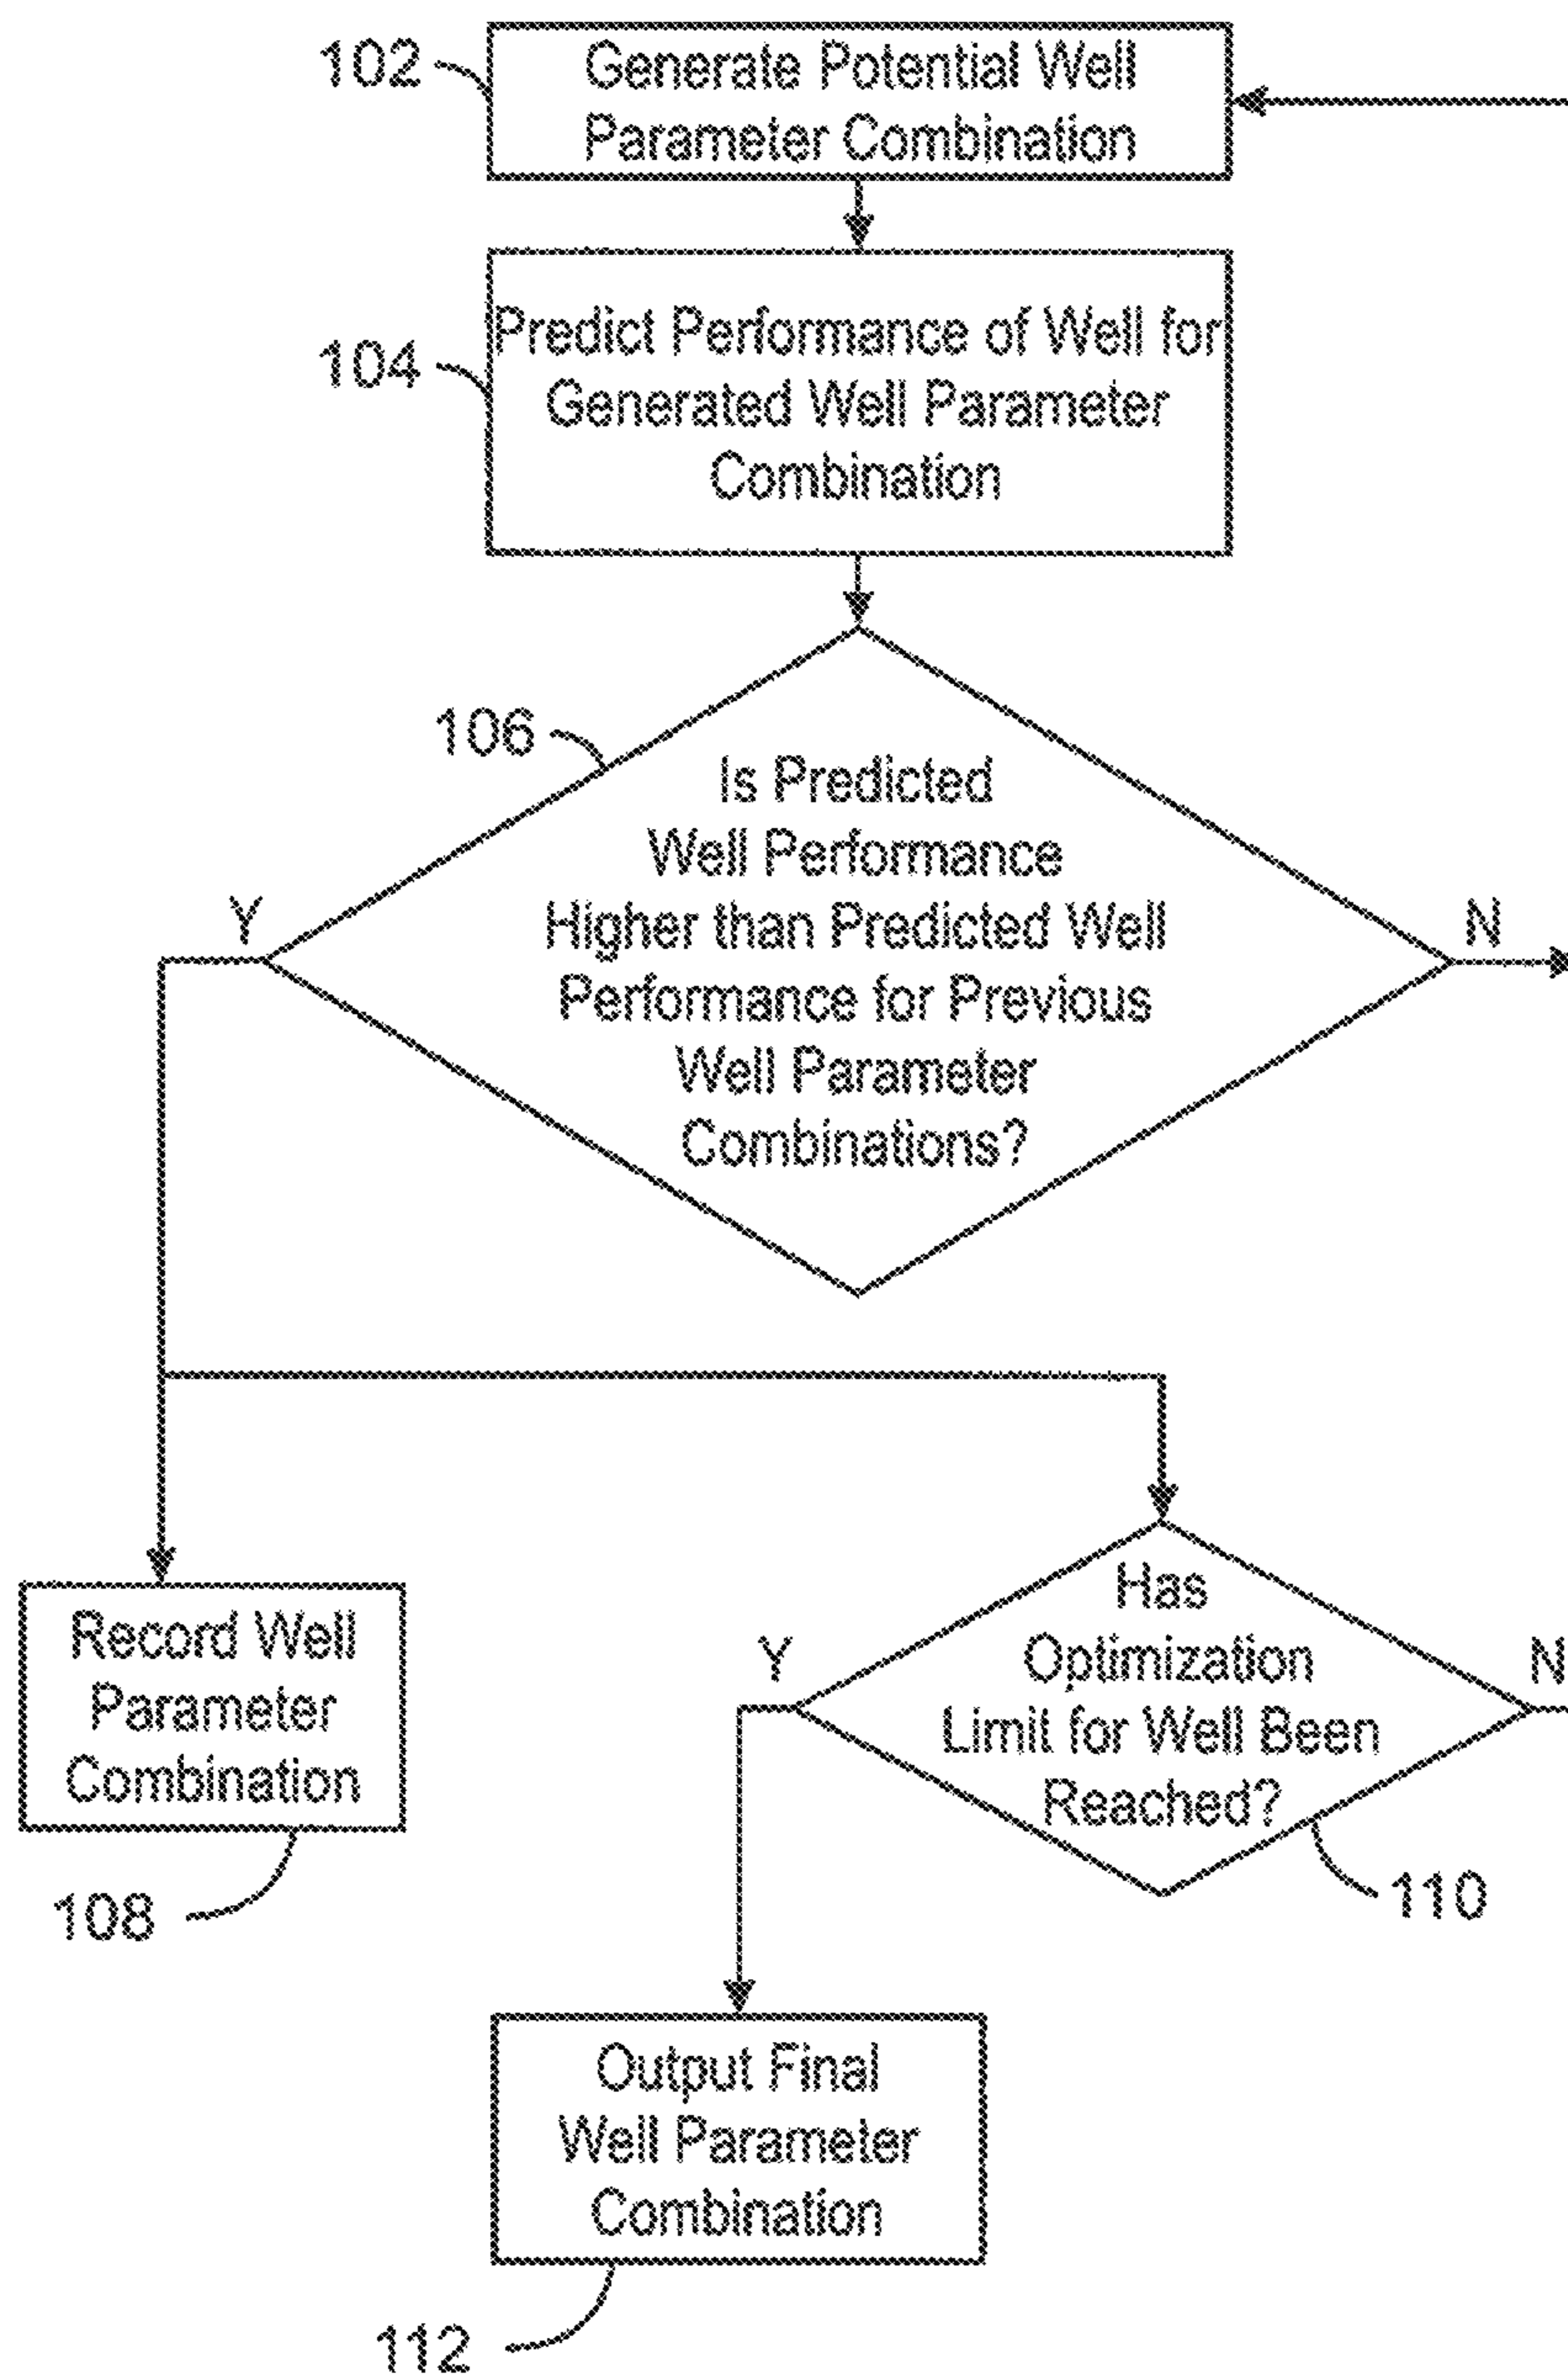 102
Generate Potential Well
Parameter Combination
104
Predict Performance of Well for
Generated Well Parameter
Combination
106
Is Predicted
Well Performance
Higher than Predicted Well
Performance for Previous
Well Parameter
Combinations?
Y
N
Record Well
Parameter
Combination
108
Has
Optimization
Limit for Well Been
Reached?
Y
N
110
Output Final
Well Parameter
Combination
112